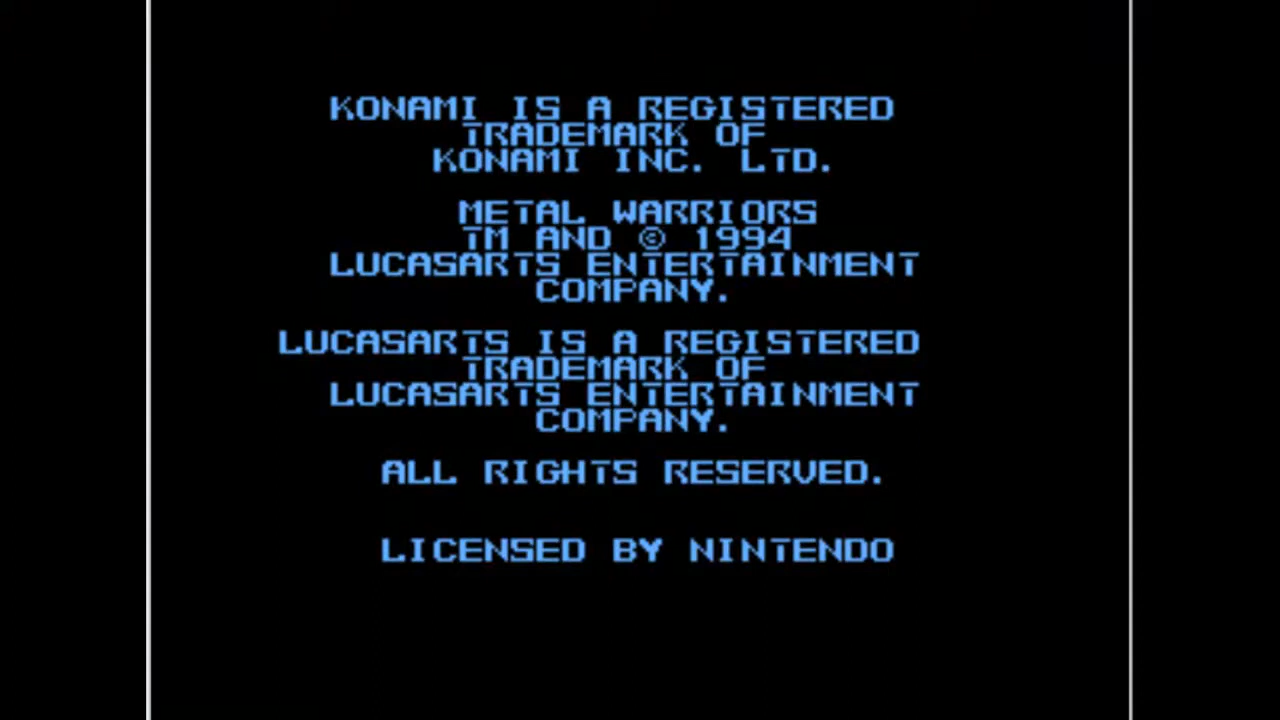 KONAMI IS A REGISTERED
TRADEMARK OF
KONAMI INC. LTD.
METAL WARRIORS
TM AND © 1994
LUCASARTS ENTERTAINMENT
COMPANY.
LUCASARTS IS A REGISTERED
TRADEMARK OF
LUCASARTS ENTERTAINMENT
COMPANY.
ALL RIGHTS RESERVED.
LICENSED BY NINTENDO